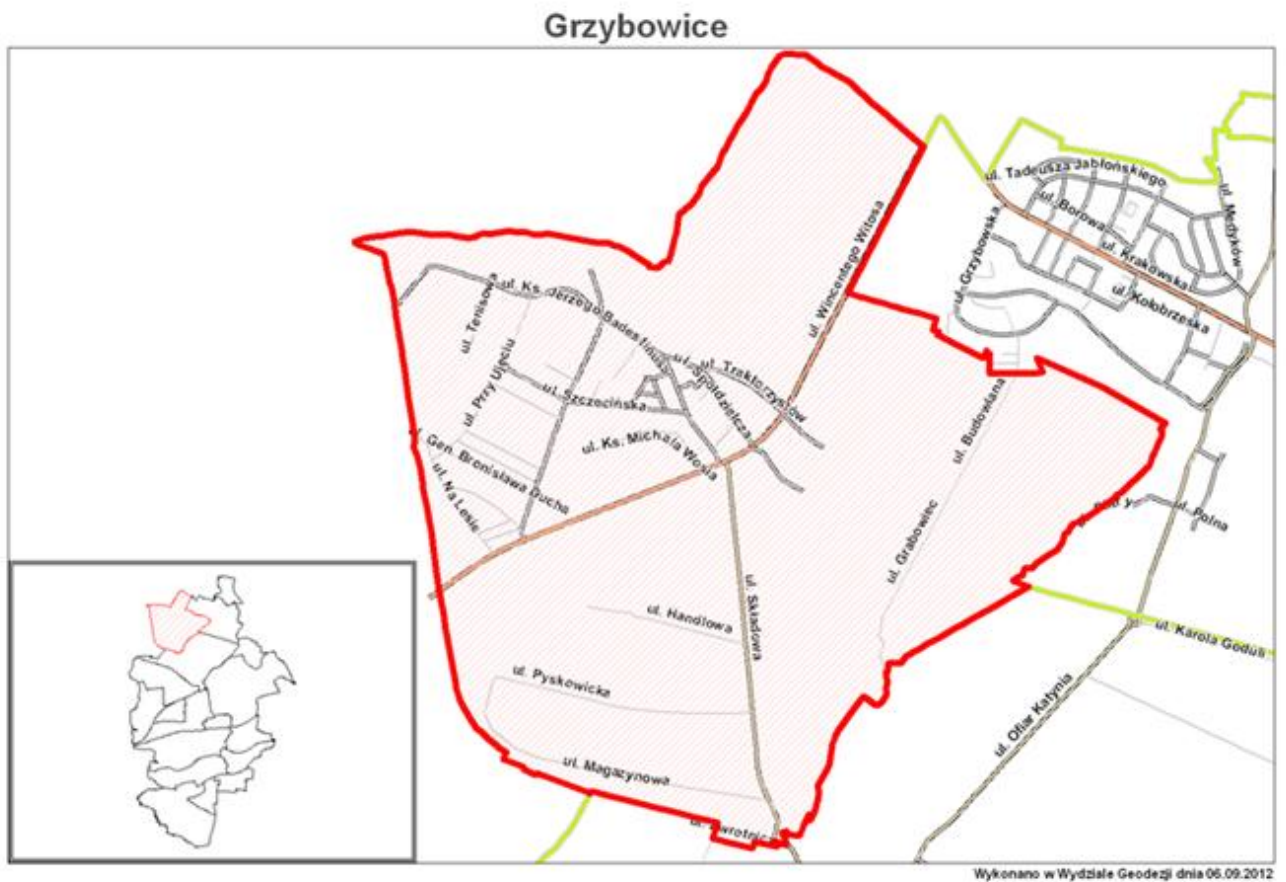 Grzybowice
ul. Tadeusza Jabłońskiego
ul. Borowa
ul. Krakowska
ul. Medyków
ul. Grzybowska
ul. Kołobrzeska
ul. Wincentego Witosa
ul. Tenisowa
ul. Ks. Jerzego Badestinusa
ul. Przy Ujęciu
ul. Szczecińska
ul. Spółdzielcza
ul. Traktorzystów
ul. Ks. Michała Wosia
ul. Gen. Bronisława Ducha
ul. Na Lesie
ul. Budowlana
ul. Grabowiec
ul. Polna
ul. Składowa
ul. Handlowa
ul. Pyskowicka
ul. Magazynowa
ul. Karola Goduli
ul. Ofiar Katynia
Wykonano w Wydziale Geodezji dnia 06.09.2012